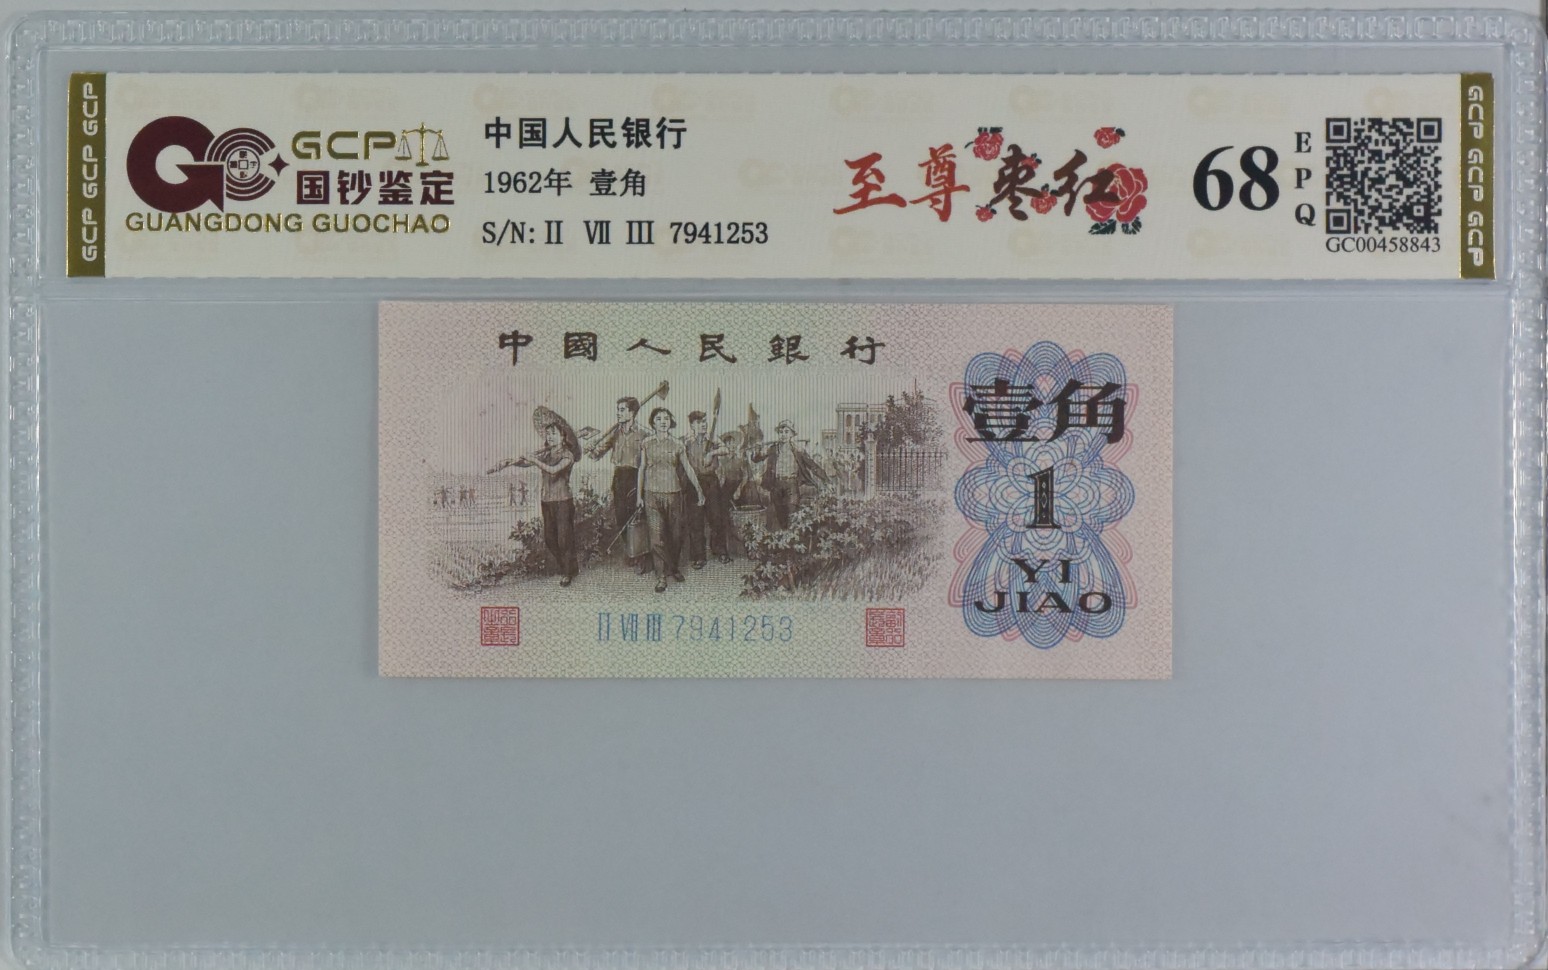 GCP GCP GCP
GCP
国钞鉴定
GUANGDONG GUOCHAO
中国人民银行
1962年 壹角
S/N: II VII III 7941253
至尊枣红
68
EPQ
GC00458843
GCP GCP GCP
中國人民銀行
壹角
1
YI
JIAO
II VII III 7941253